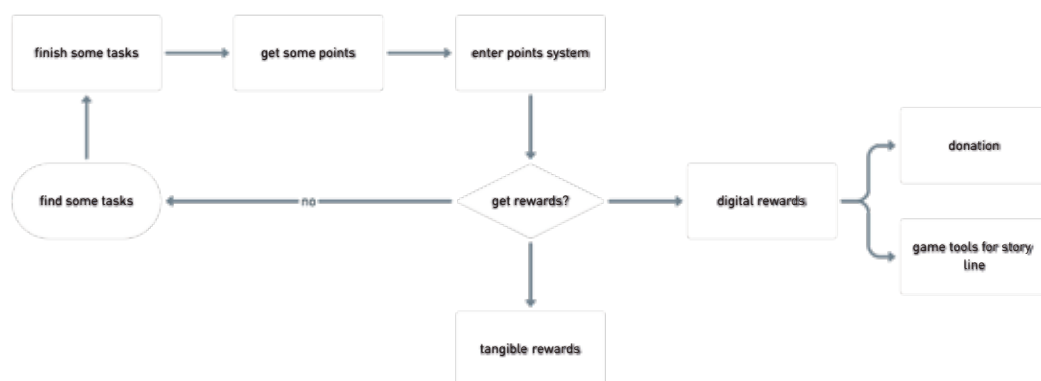 finish some tasks
get some points
enter points system
donation
find some tasks
no
get rewards?
digital rewards
game tools for story
line
tangible rewards